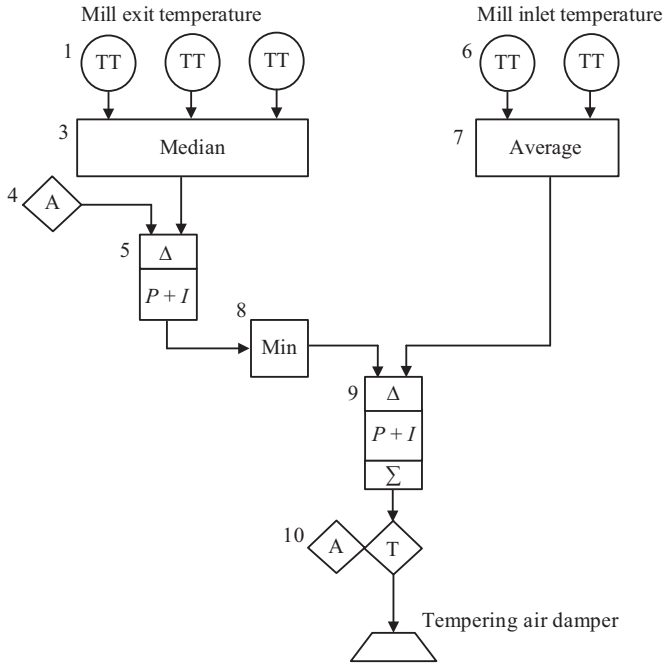 Mill exit temperature
Mill inlet temperature
1
TT
TT
TT
6
TT
TT
3
Median
7
Average
4
A
5
Δ
P + I
8
Min
9
Δ
P + I
Σ
10
A
T
Tempering air damper